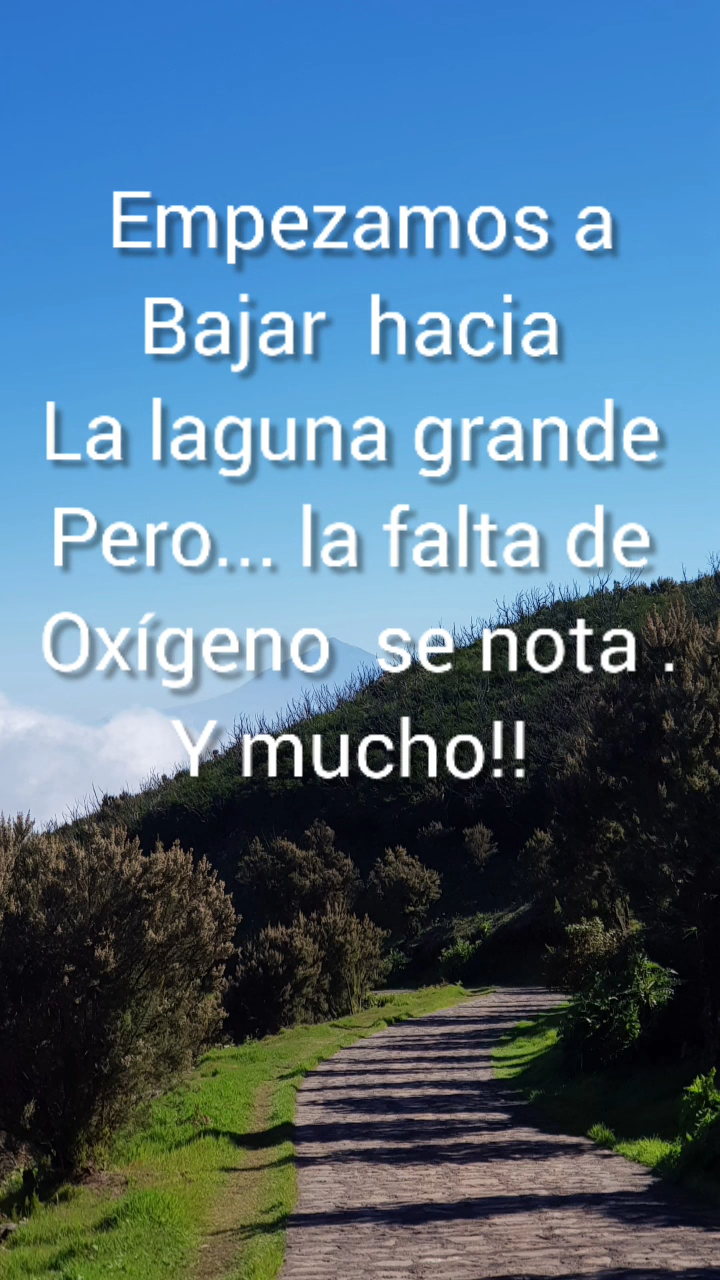 Empezamos a
Bajar hacia
La laguna grande
Pero... la falta de
Oxígeno se nota .
Y mucho!!